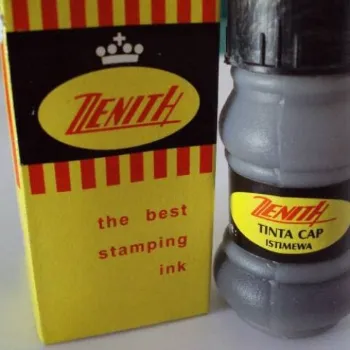 ZENITH
the best
stamping
ink
ZENITH
TINTA CAP
ISTIMEWA